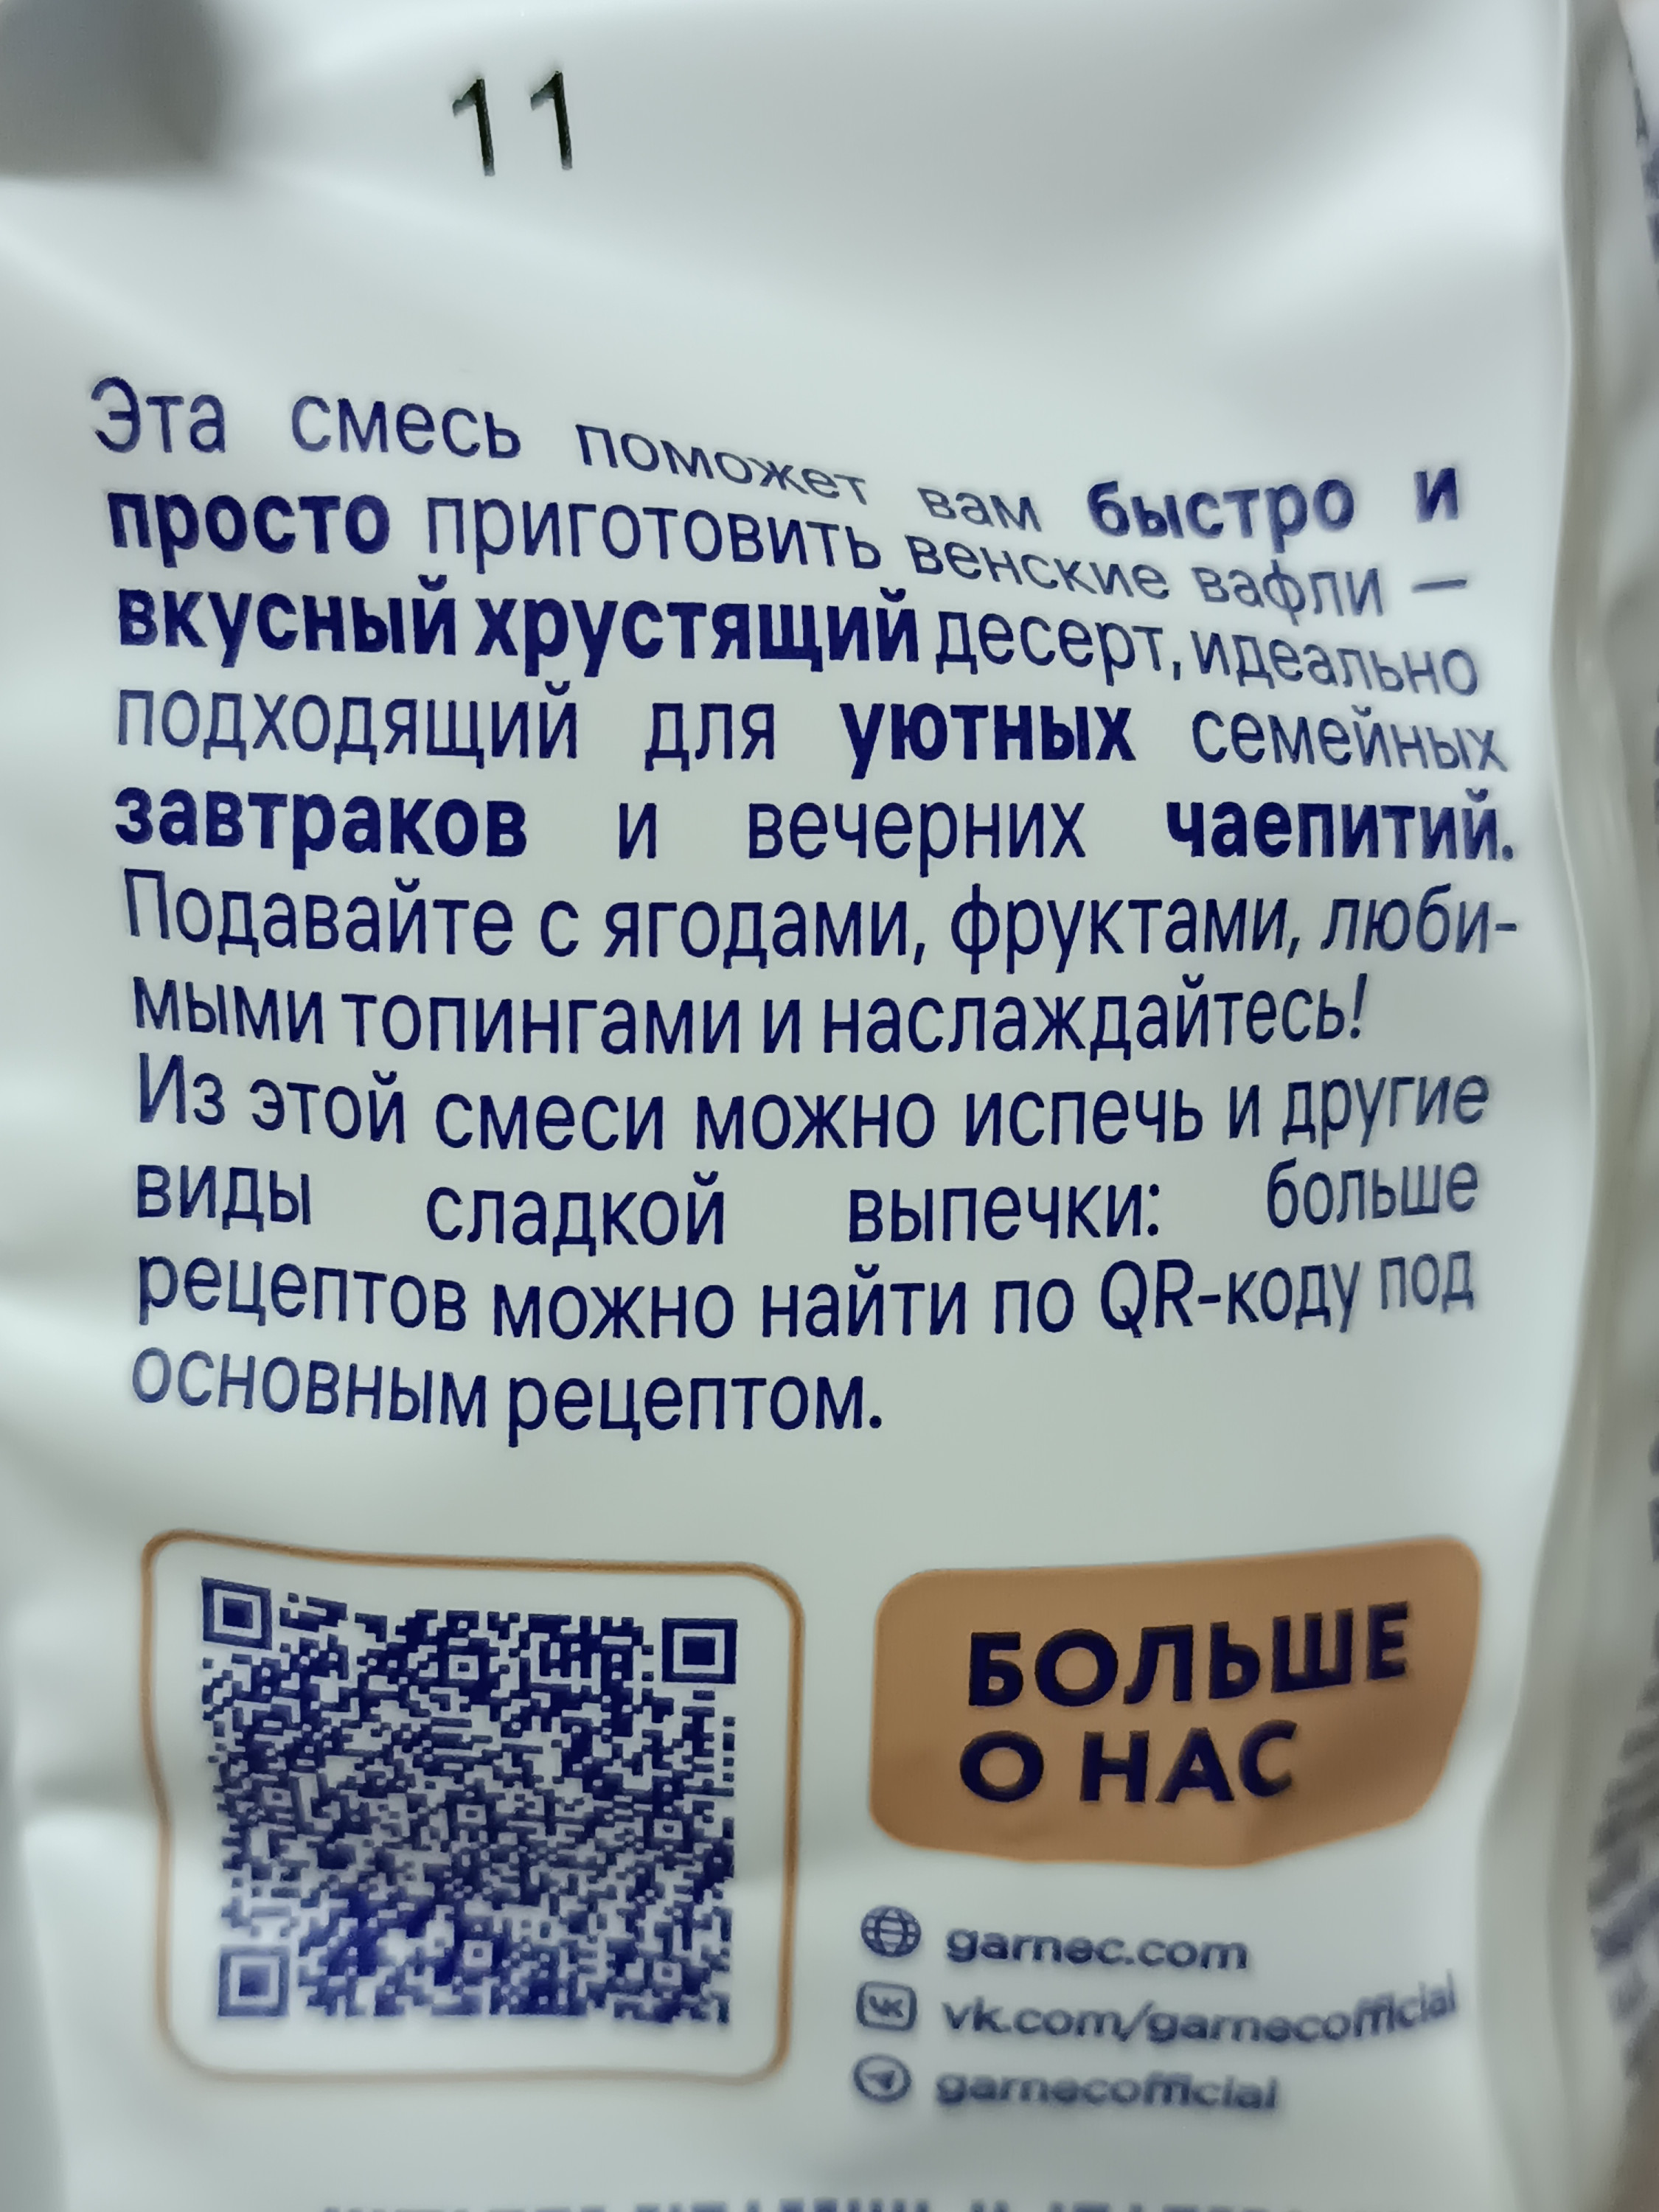 11
Эта смесь поможет вам быстро и
просто приготовить венские вафли —
вкусный хрустящий десерт, идеально
подходящий для уютных семейных
завтраков и вечерних чаепитий.
Подавайте с ягодами, фруктами, люби-
мыми топингами и наслаждайтесь!
Из этой смеси можно испечь и другие
виды сладкой выпечки: больше
рецептов можно найти по QR-коду под
основным рецептом.
БОЛЬШЕ
О НАС
garnec.com
vk.com/garnecofficial
garnecofficial